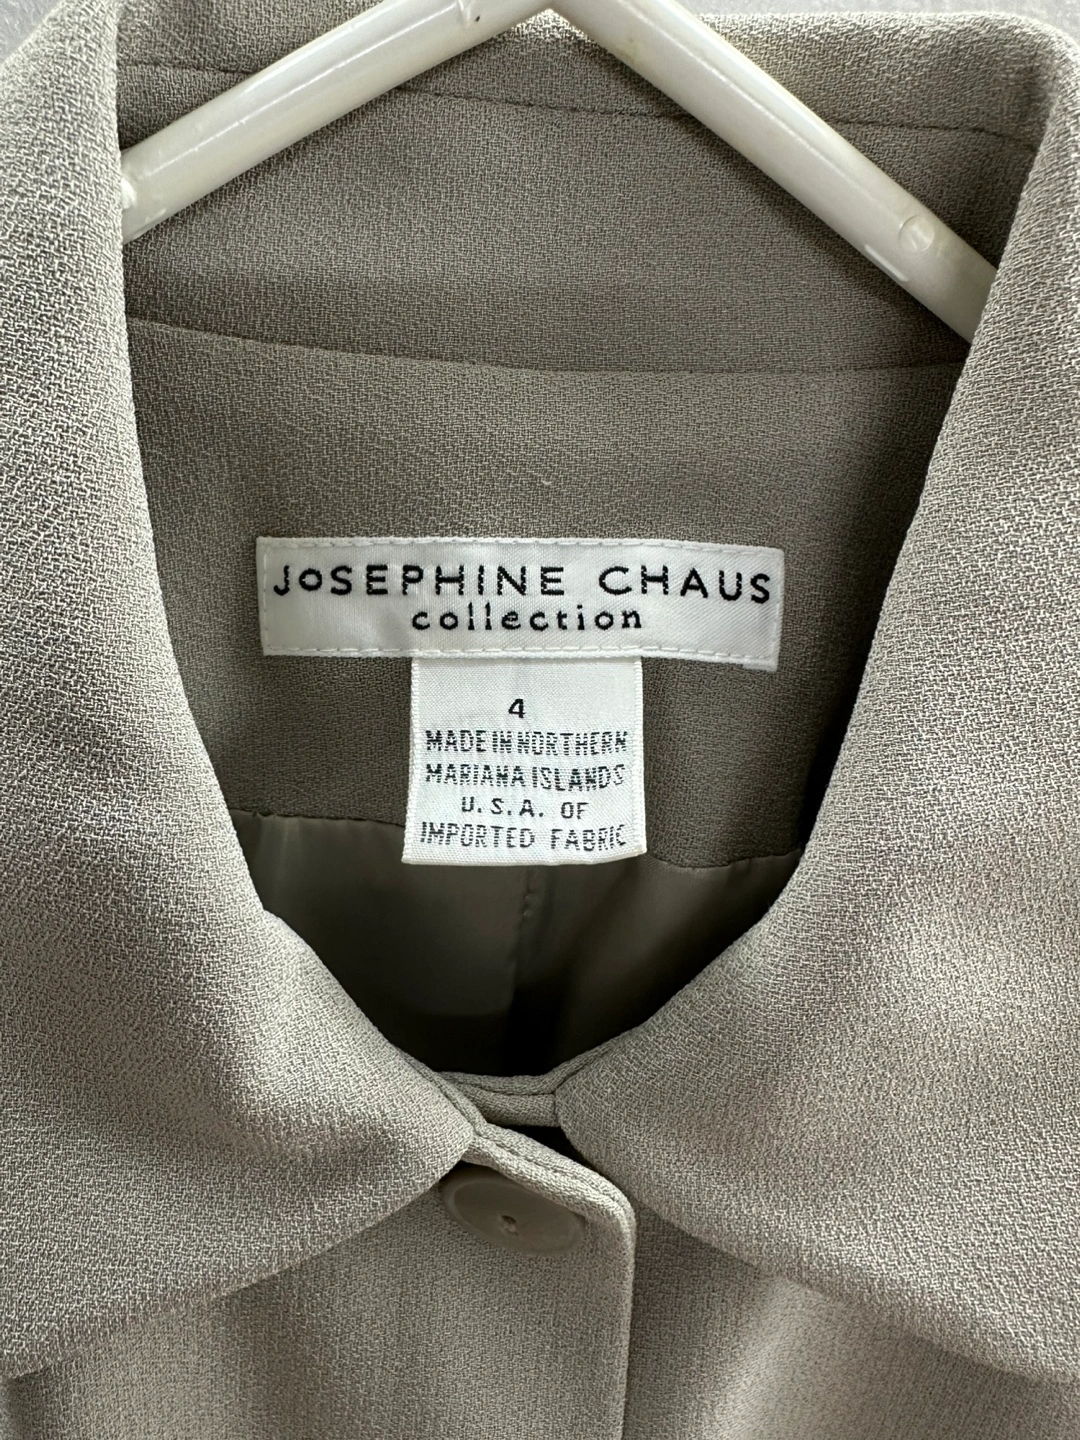 JoSEPHINE CHAUS
collection
4
MADE IN NORTHERN
MARIANA ISLANDS
U.S.A. OF
IMPORTED FABRIC